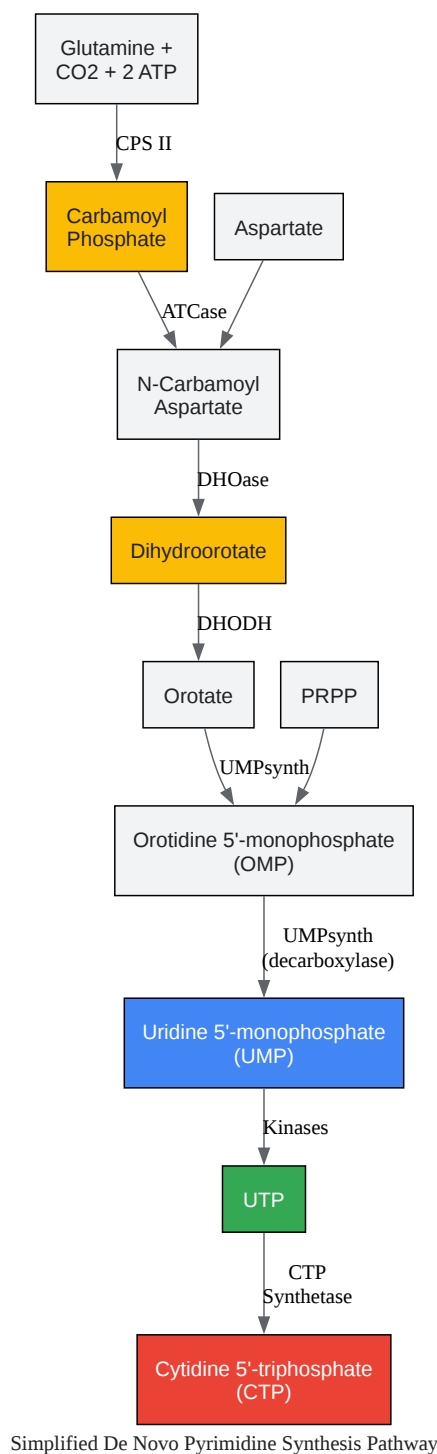 Glutamine +
CO2 + 2 ATP
CPS II
Carbamoyl
Phosphate
Aspartate
ATCase
N-Carbamoyl
Aspartate
DHOase
Dihydroorotate
DHODH
Orotate
PRPP
UMPsynth
Orotidine 5'-monophosphate
(OMP)
UMPsynth
(decarboxylase)
Uridine 5'-monophosphate
(UMP)
Kinases
UTP
CTP
Synthetase
Cytidine 5'-triphosphate
(CTP)
Simplified De Novo Pyrimidine Synthesis Pathway